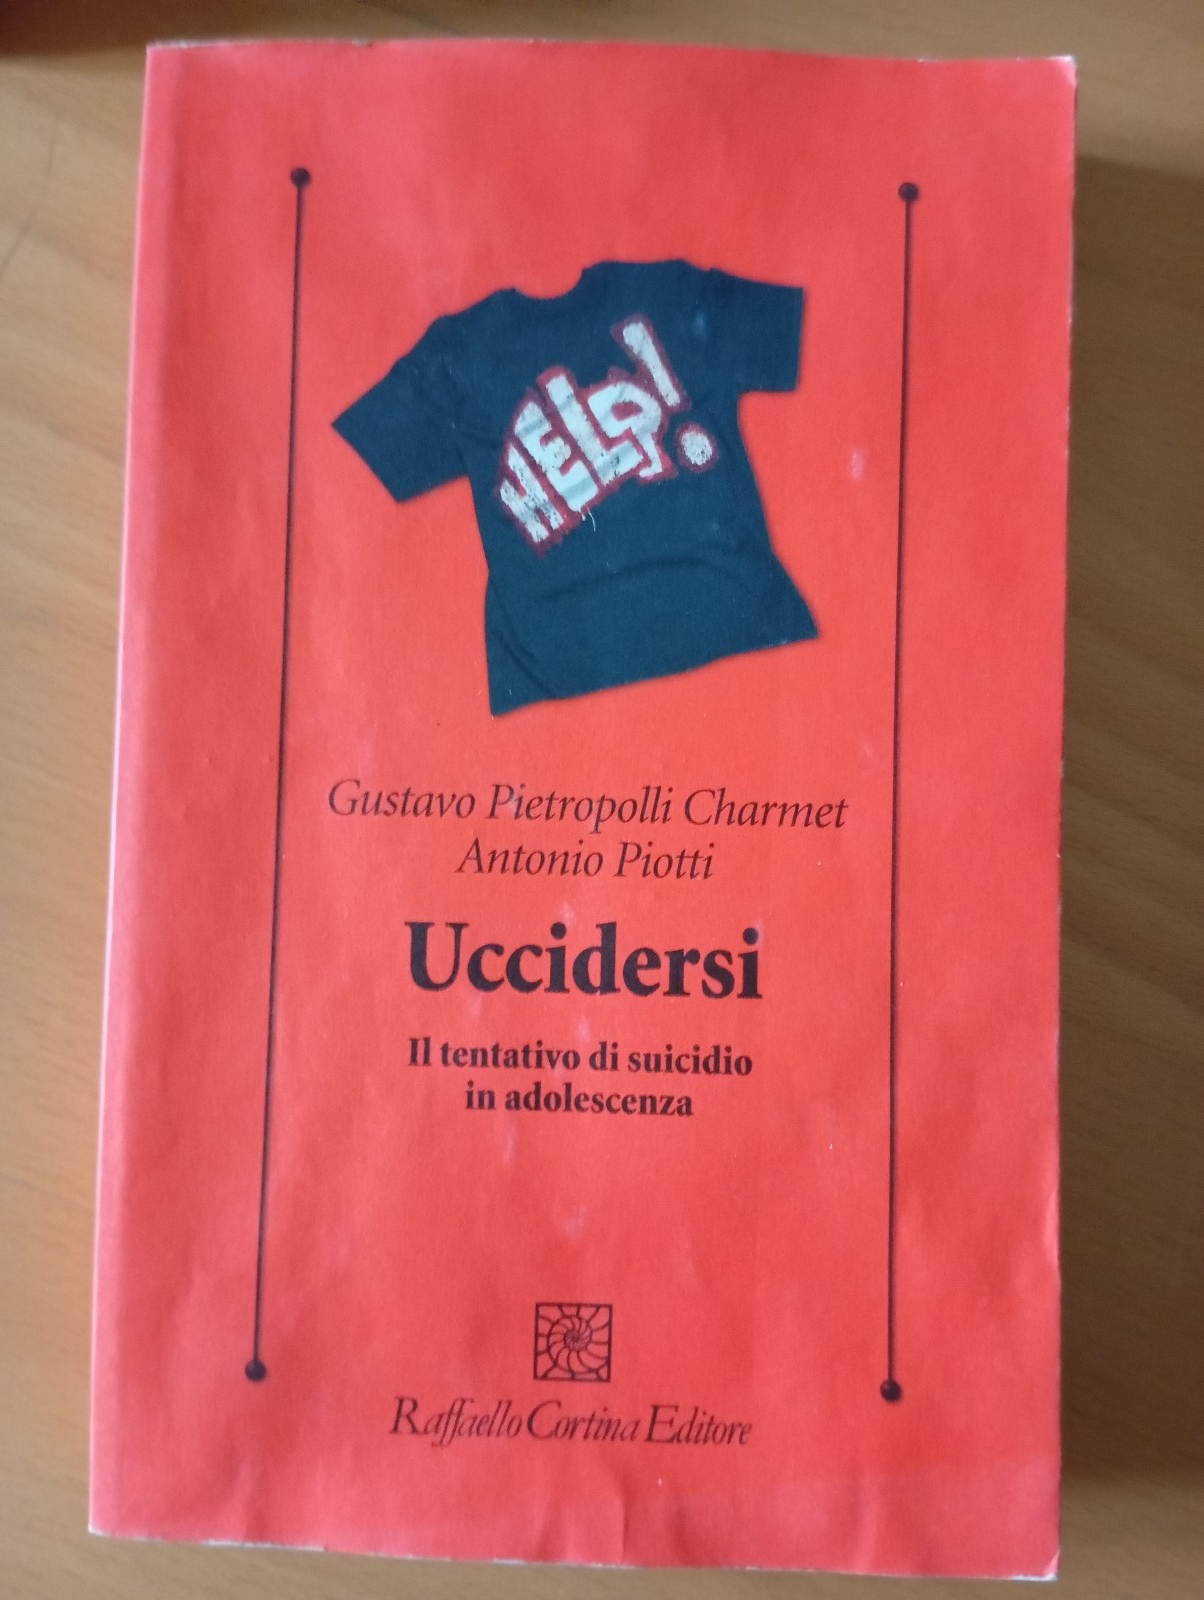 HELP!
Gustavo Pietropolli Charmet
Antonio Piotti
Uccidersi
Il tentativo di suicidio
in adolescenza
Raffaello Cortina Editore